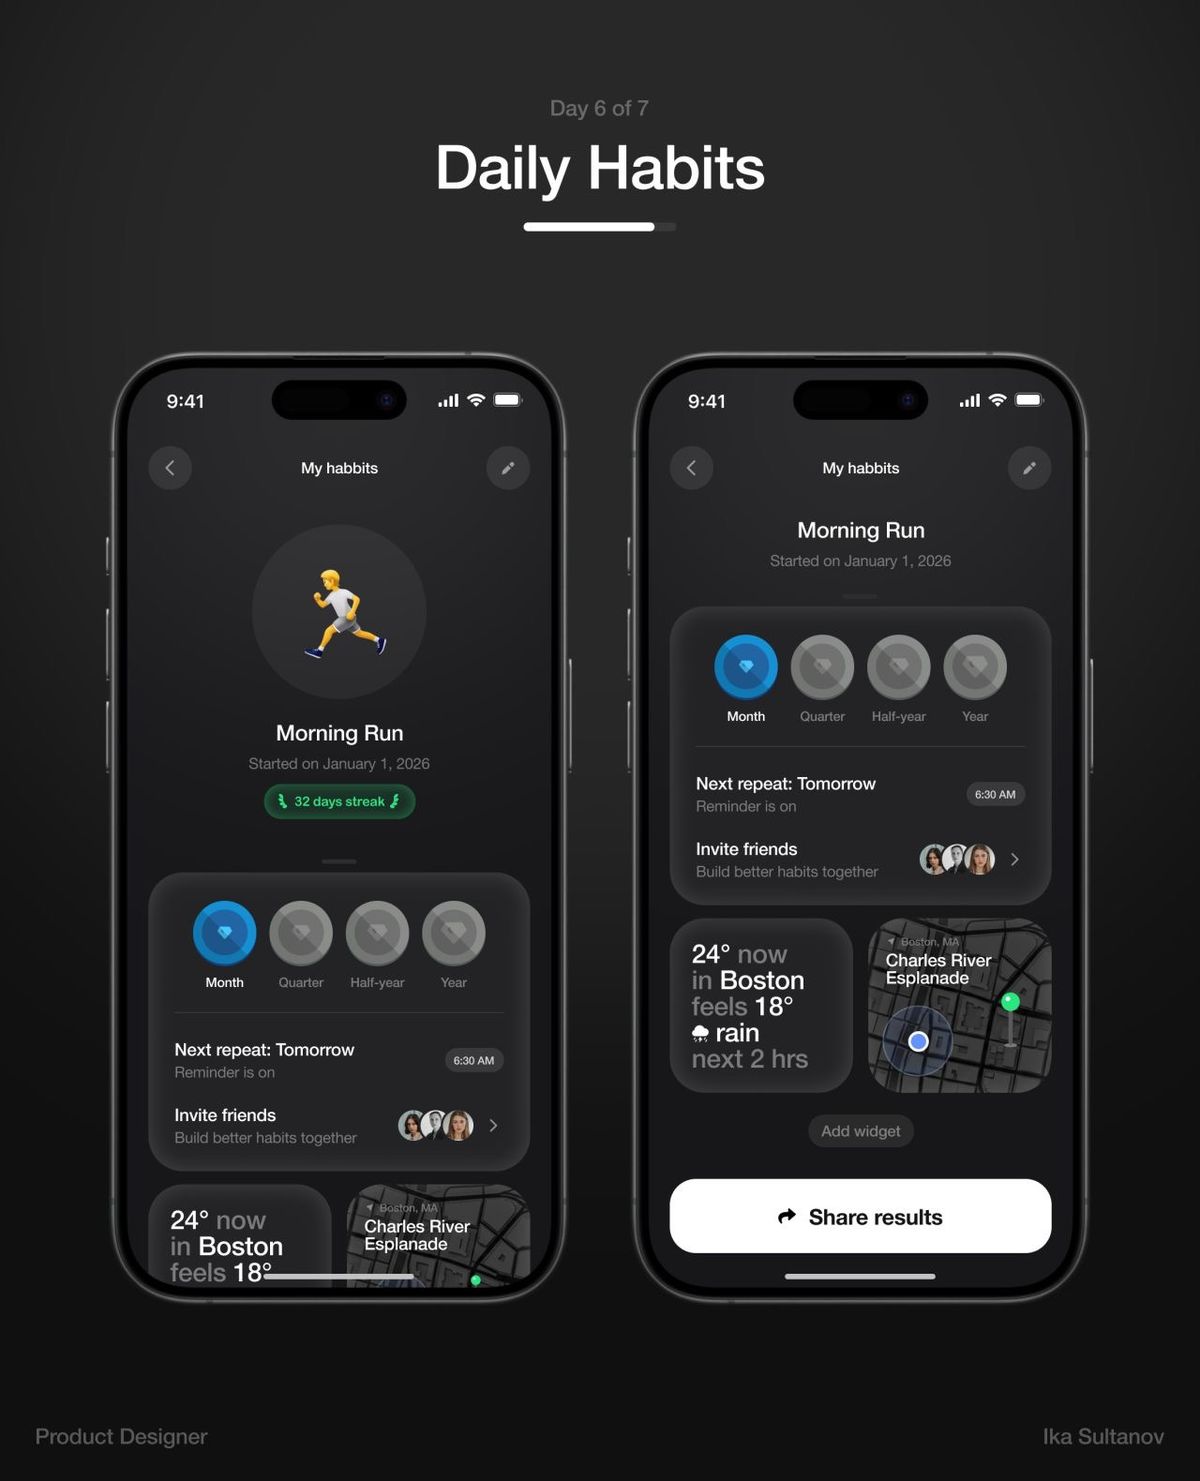 Day 6 of 7
Daily Habits
9:41
My habbits
Morning Run
Started on January 1, 2026
32 days streak
Month
Quarter
Half-year
Year
Next repeat: Tomorrow
Reminder is on
6:30 AM
Invite friends
Build better habits together
24° now
in Boston
feels 18°
Boston, MA
Charles River
Esplanade
9:41
My habbits
Morning Run
Started on January 1, 2026
Month
Quarter
Half-year
Year
Next repeat: Tomorrow
Reminder is on
6:30 AM
Invite friends
Build better habits together
24° now
in Boston
feels 18°
rain
next 2 hrs
Boston, MA
Charles River
Esplanade
Add widget
Share results
Product Designer
Ika Sultanov